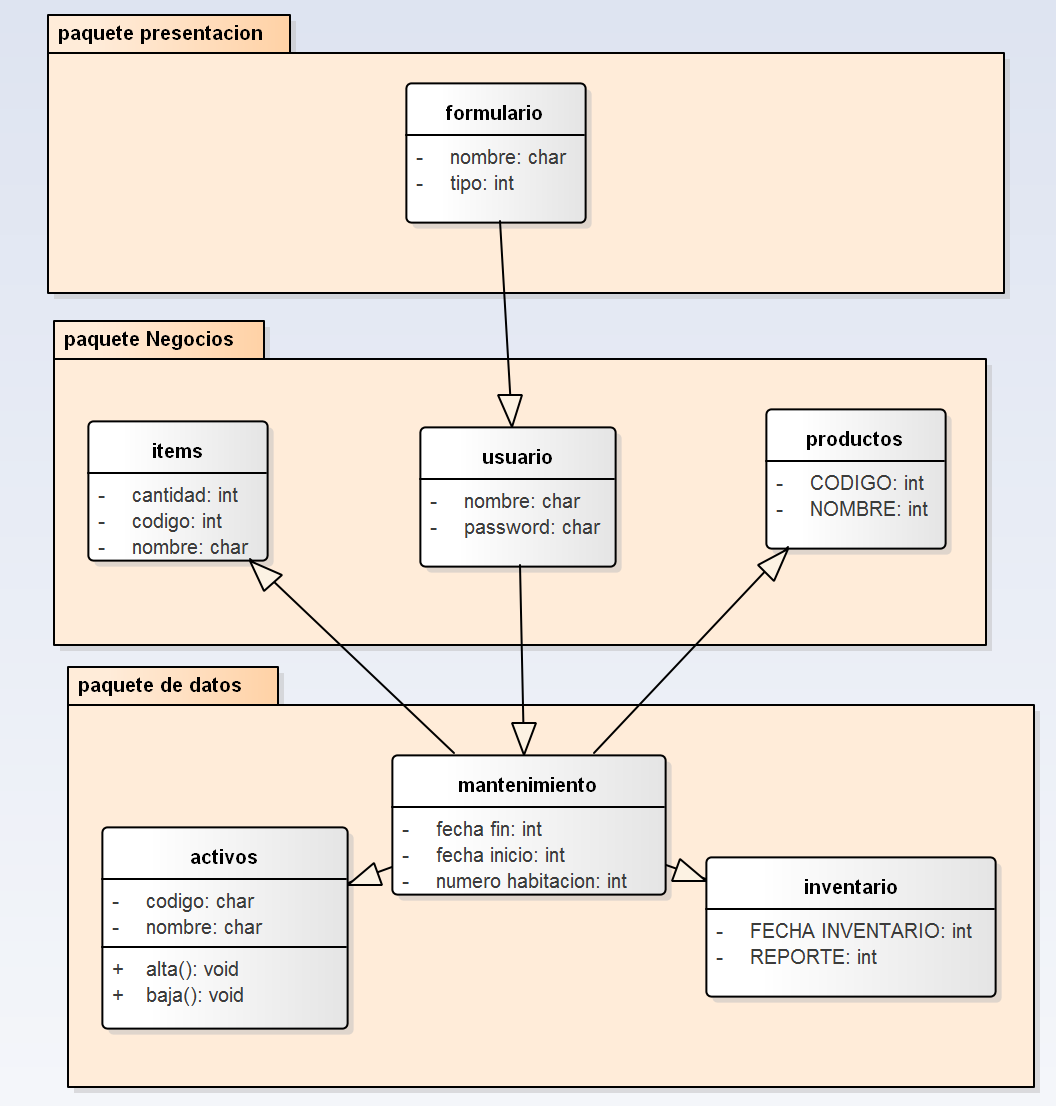 paquete presentacion
formulario
- nombre: char
- tipo: int
paquete Negocios
items
- cantidad: int
- codigo: int
- nombre: char
usuario
- nombre: char
- password: char
productos
- CODIGO: int
- NOMBRE: int
paquete de datos
mantenimiento
- fecha fin: int
- fecha inicio: int
- numero habitacion: int
activos
- codigo: char
- nombre: char
+ alta(): void
+ baja(): void
inventario
- FECHA INVENTARIO: int
- REPORTE: int